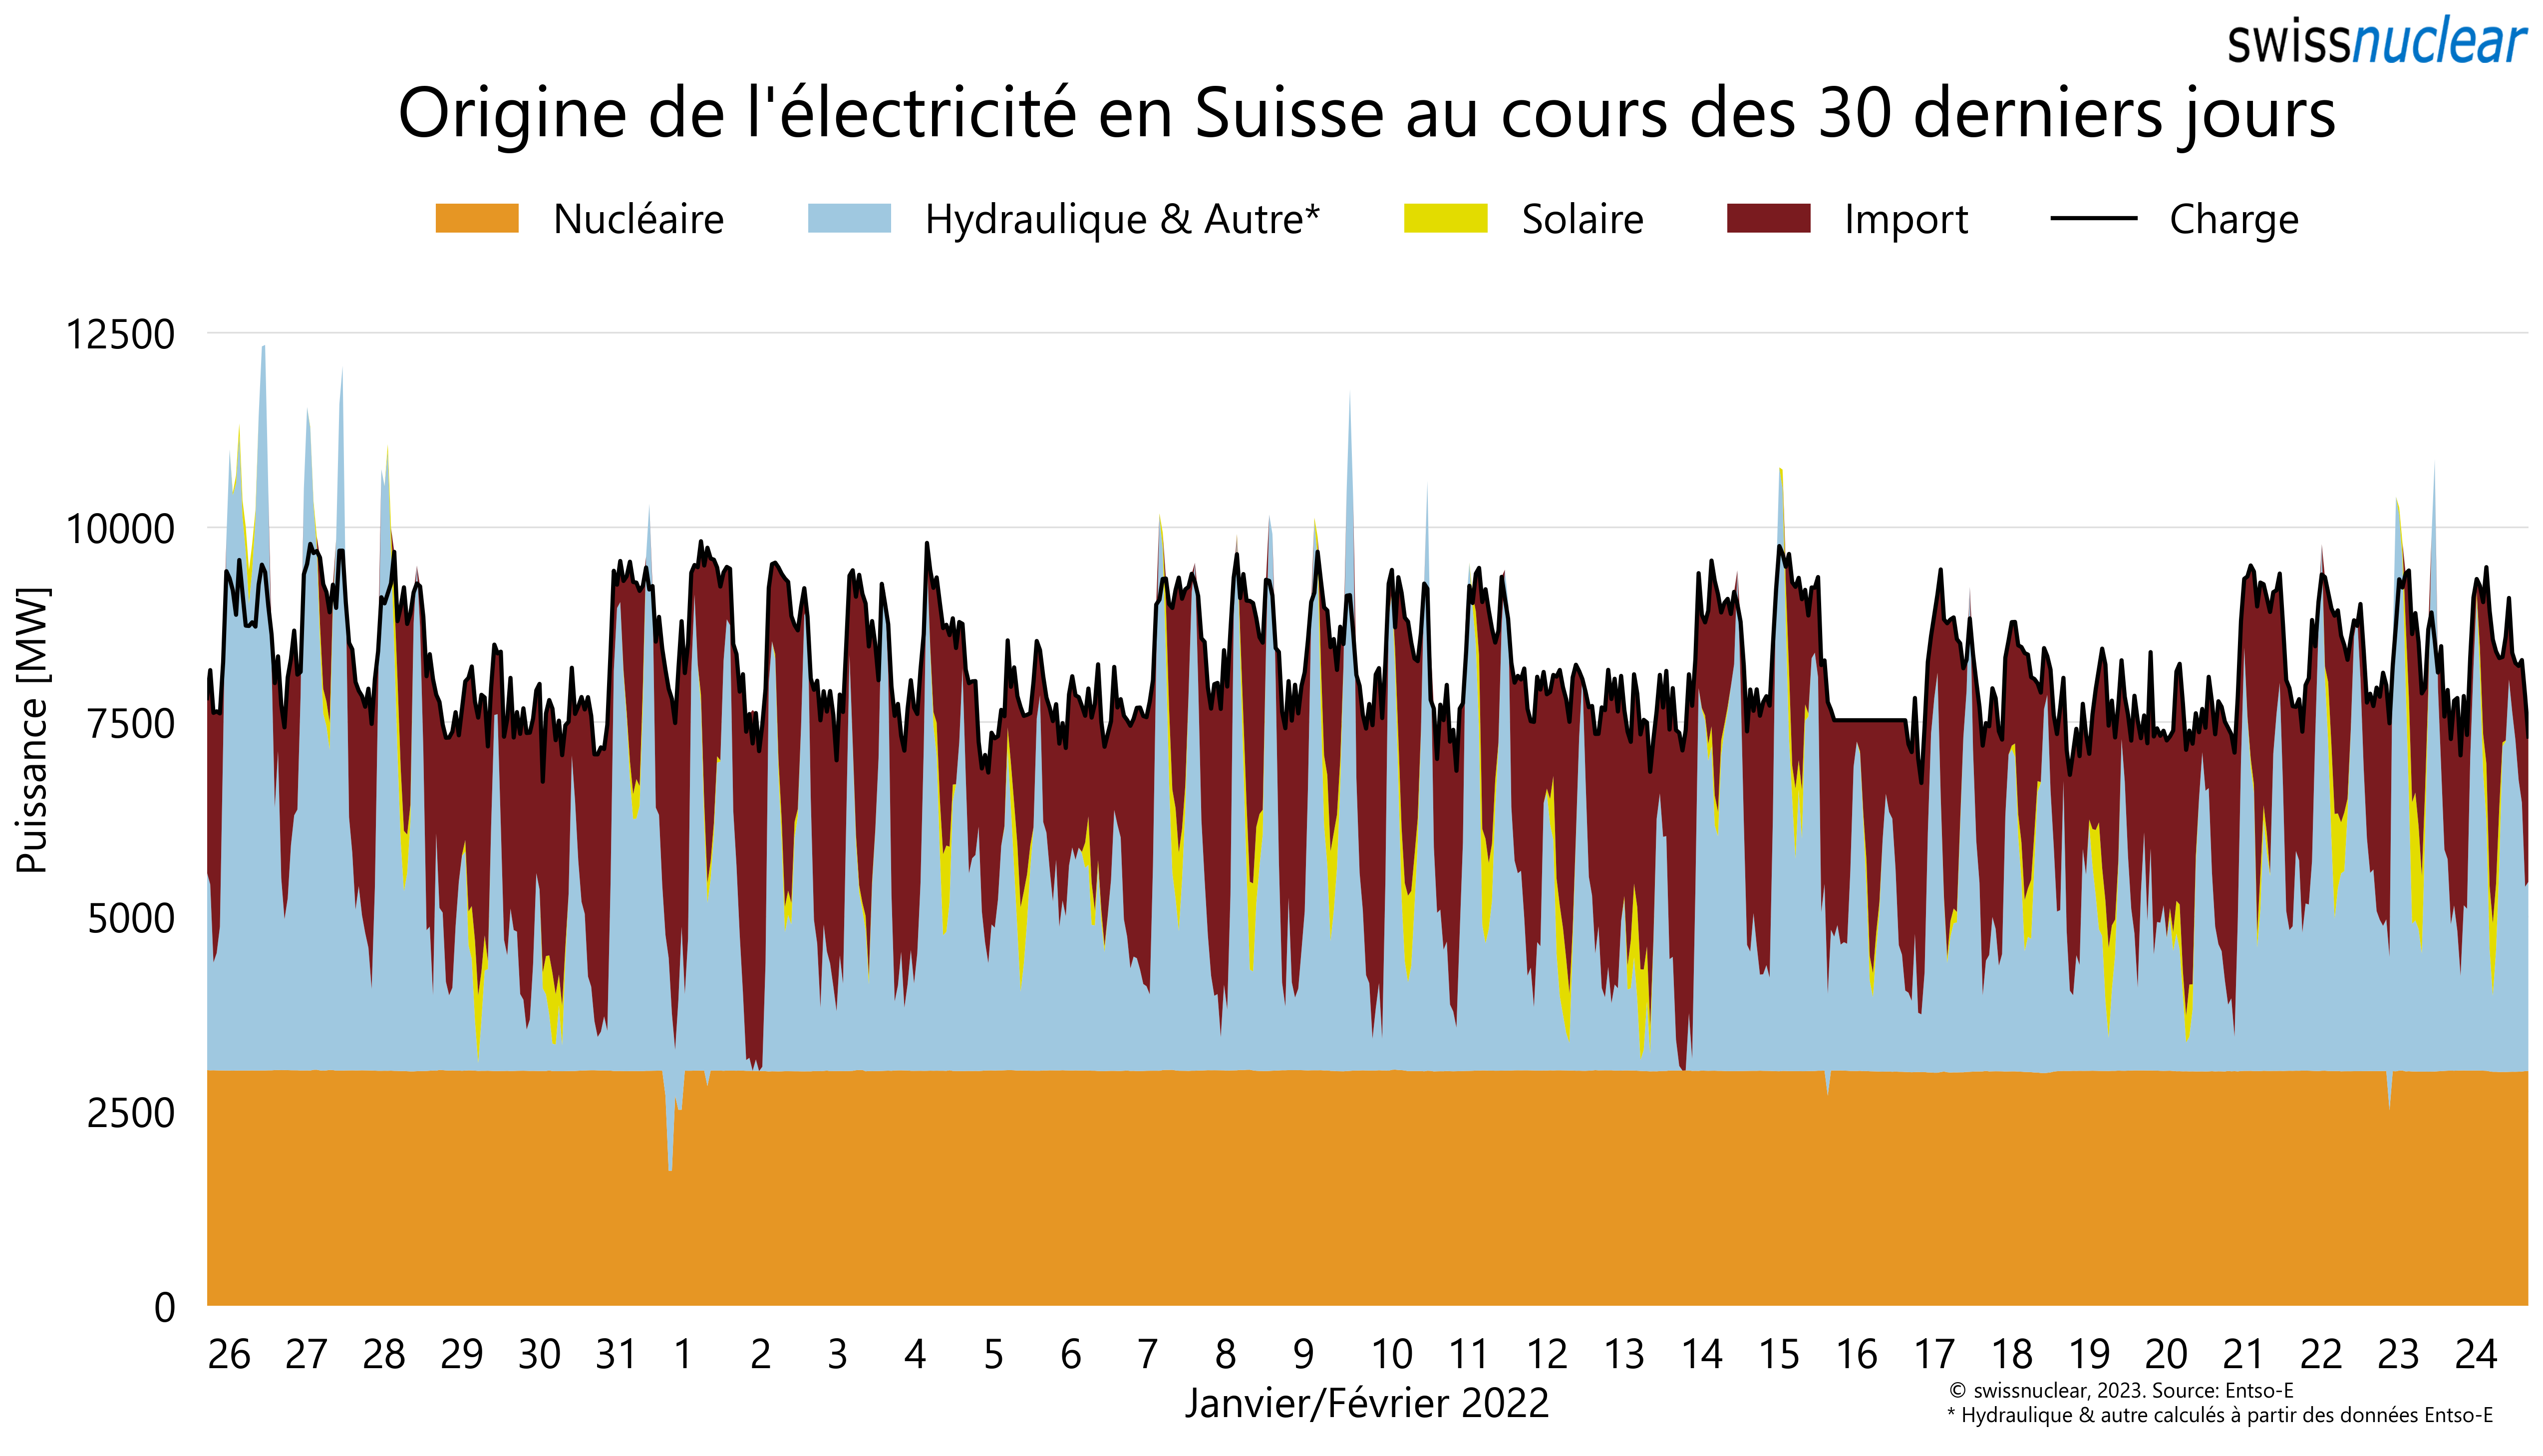 swissnuclear
Origine de l'électricité en Suisse au cours des 30 derniers jours
Nucléaire Hydraulique & Autre* Solaire Import Charge
Puissance [MW]
12500
10000
7500
5000
2500
0
26 27 28 29 30 31 1 2 3 4 5 6 7 8 9 10 11 12 13 14 15 16 17 18 19 20 21 22 23 24
Janvier/Février 2022
© swissnuclear, 2023. Source: Entso-E
* Hydraulique & autre calculés à partir des données Entso-E